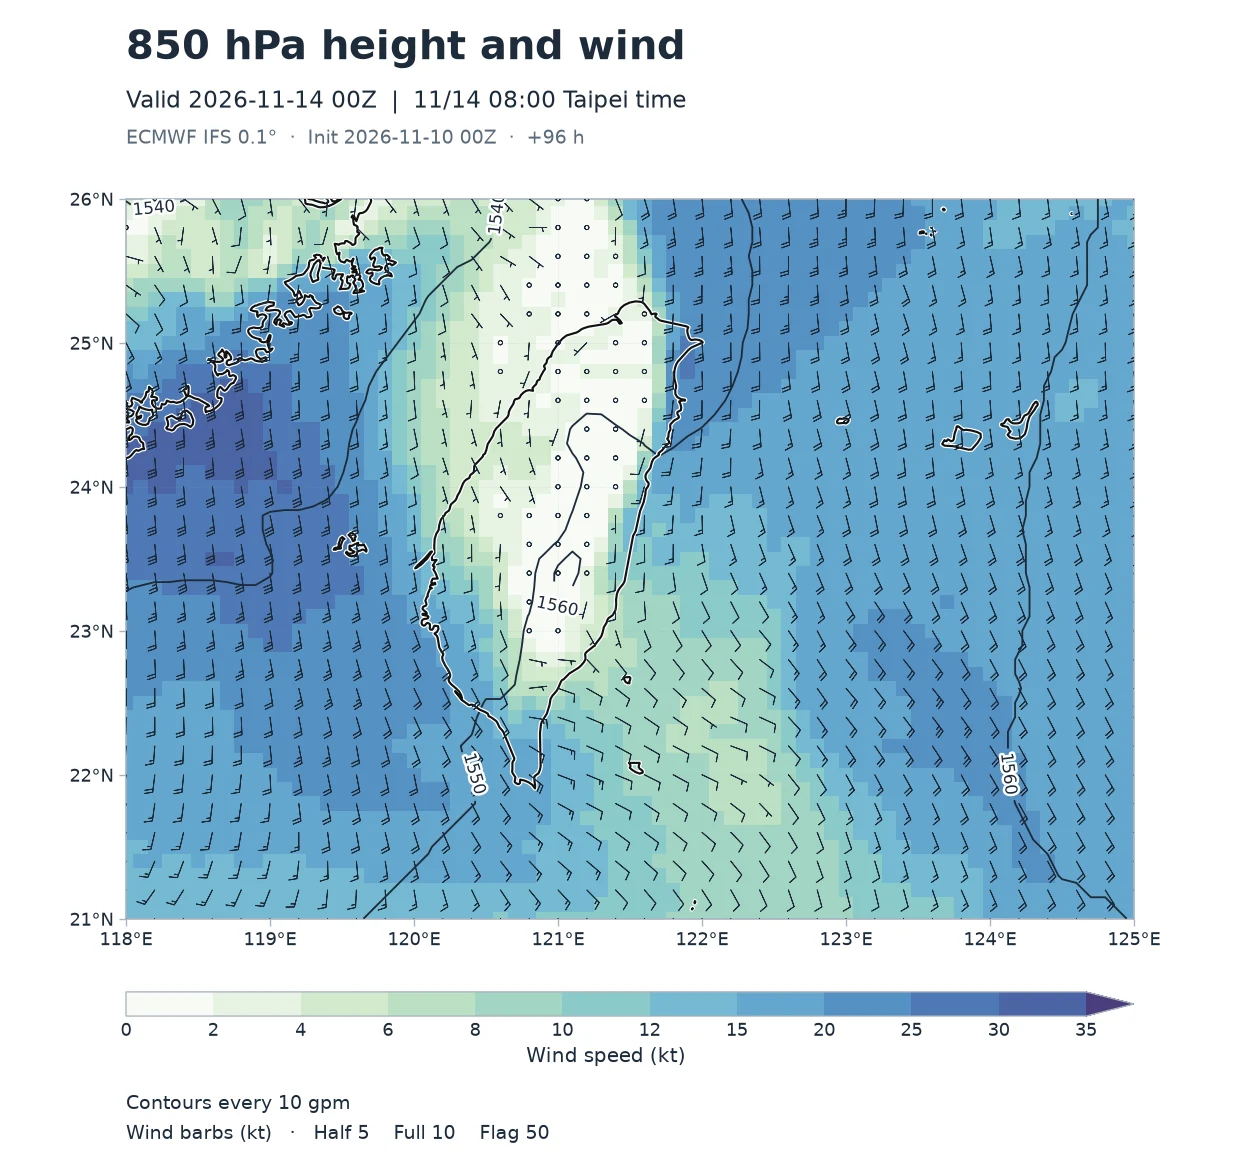 850 hPa height and wind
Valid 2026-11-14 00Z | 11/14 08:00 Taipei time
ECMWF IFS 0.1° · Init 2026-11-10 00Z · +96 h
26°N
1540
1540
25°N
24°N
1560
23°N
22°N
1550
1560
21°N
118°E 119°E 120°E 121°E 122°E 123°E 124°E 125°E
0 2 4 6 8 10 12 15 20 25 30 35
Wind speed (kt)
Contours every 10 gpm
Wind barbs (kt) · Half 5 Full 10 Flag 50